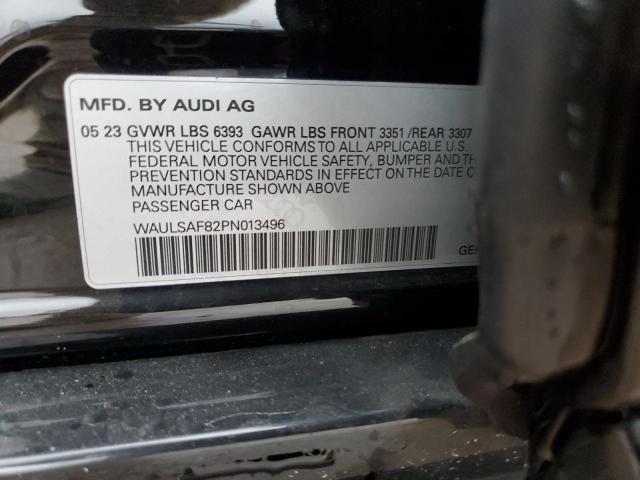 MFD. BY AUDI AG
05 23 GVWR LBS 6393 GAWR LBS FRONT 3351 /REAR 3307
THIS VEHICLE CONFORMS TO ALL APPLICABLE U.S.
FEDERAL MOTOR VEHICLE SAFETY, BUMPER AND
PREVENTION STANDARDS IN EFFECT ON THE DATE
MANUFACTURE SHOWN ABOVE
PASSENGER CAR
WAULSAF82PN013496